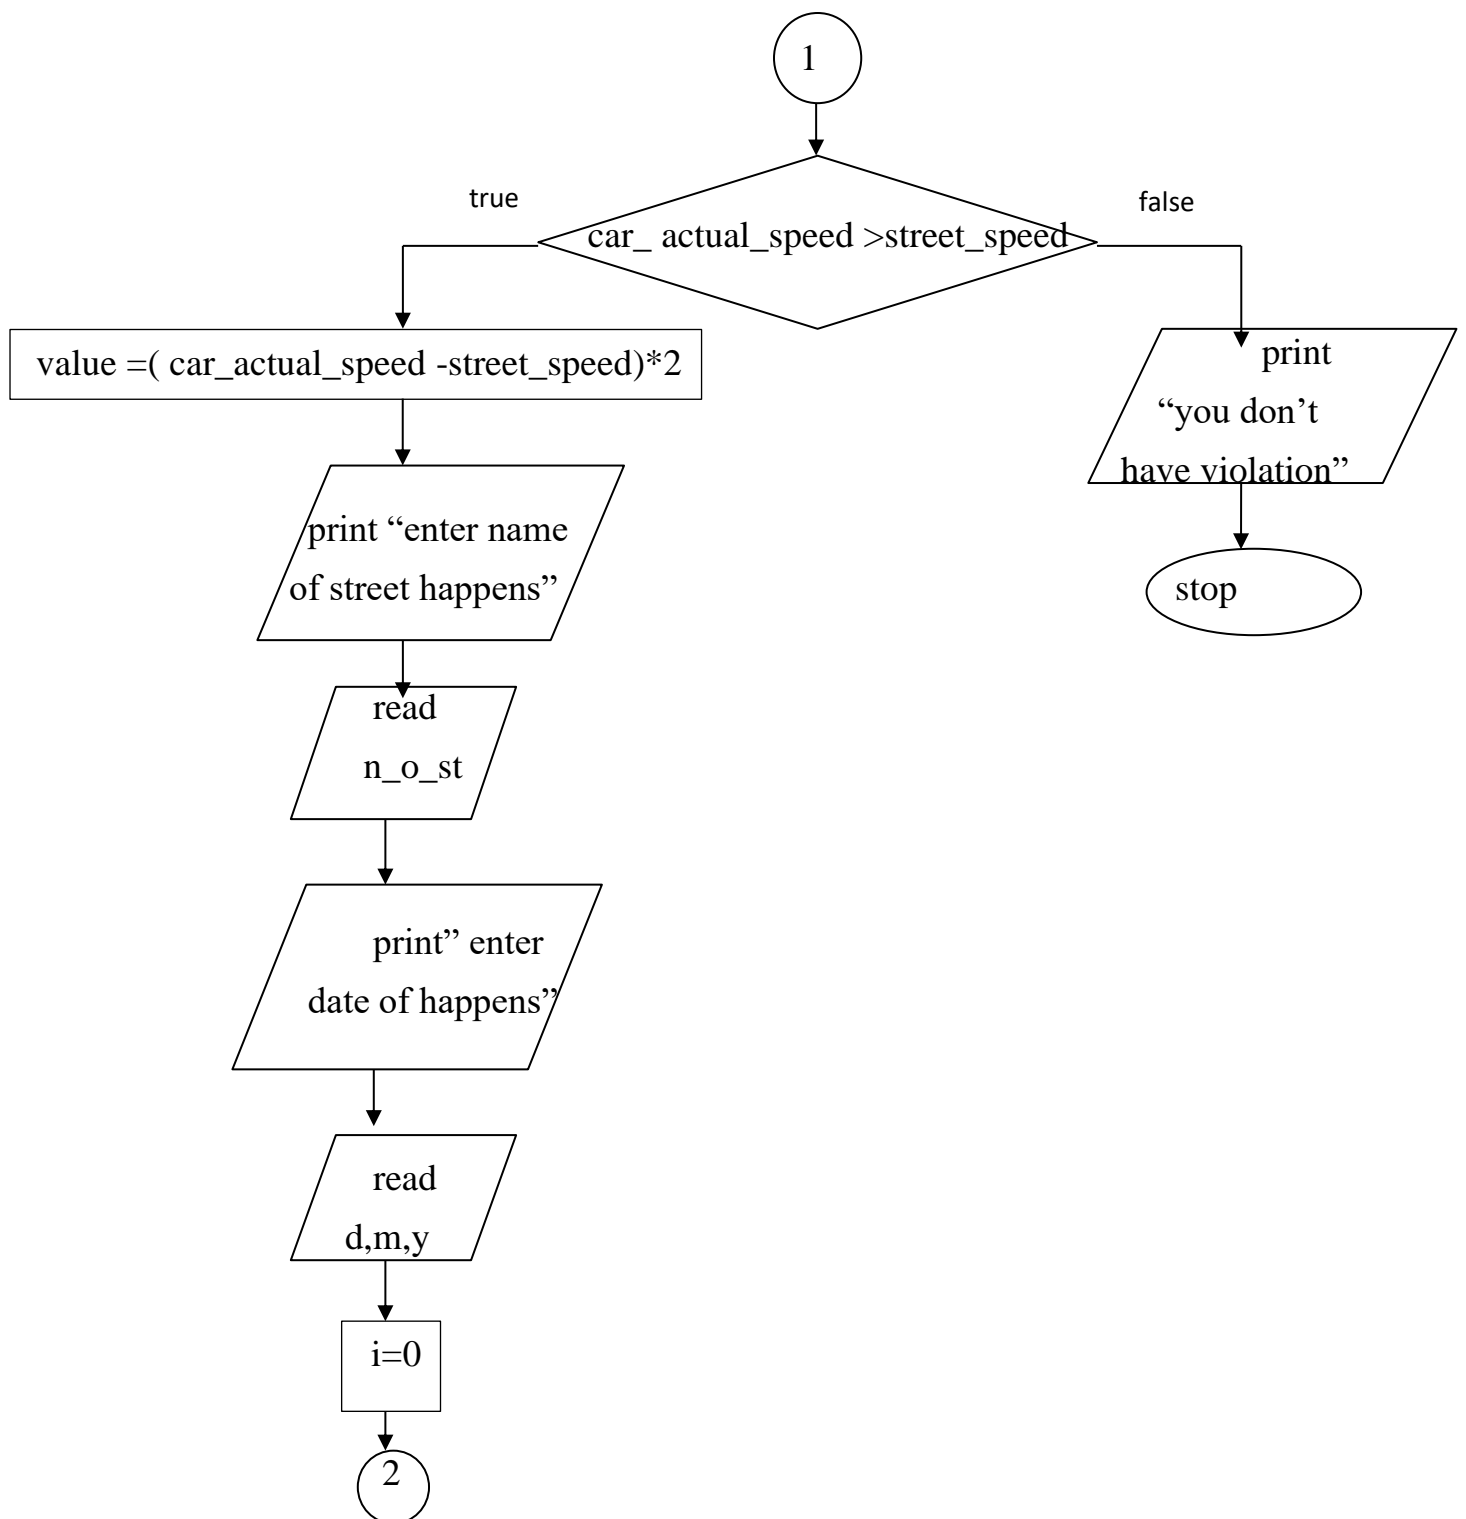 1
true
false
car_ actual_speed >street_speed
value =( car_actual_speed -street_speed)*2
print
“you don’t
have violation”
print “enter name
of street happens”
stop
read
n_o_st
print” enter
date of happens”
read
d,m,y
i=0
2